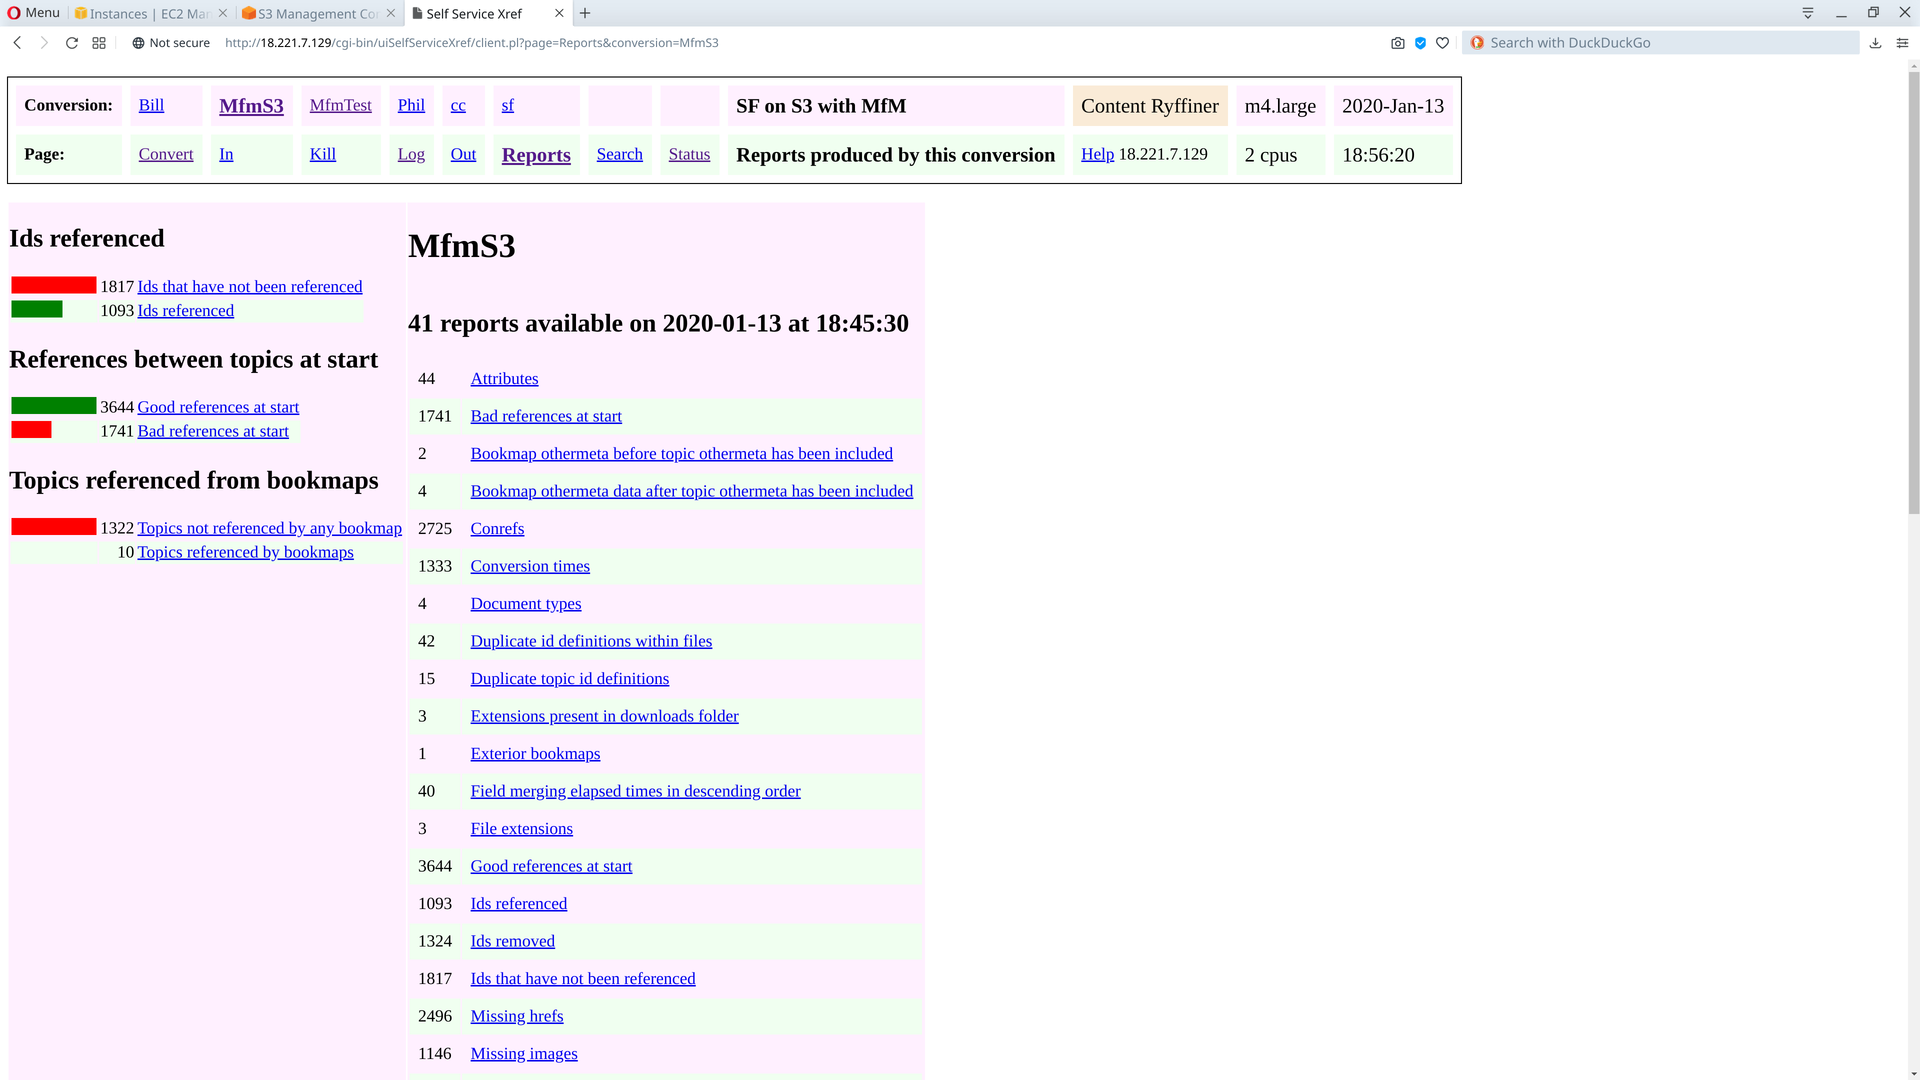 Menu
Instances | EC2 Mar
S3 Management Co
Self Service Xref
Not secure
http://18.221.7.129/cgi-bin/uiSelfServiceXref/client.pl?page=Reports&conversion=MfmS3
Search with DuckDuckGo
Conversion: Bill MfmS3 MfmTest Phil cc sf SF on S3 with MfM Content Ryffiner m4.large 2020-Jan-13
Page: Convert In Kill Log Out Reports Search Status Reports produced by this conversion Help 18.221.7.129 2 cpus 18:56:20
Ids referenced
1817 Ids that have not been referenced
1093 Ids referenced
References between topics at start
3644 Good references at start
1741 Bad references at start
Topics referenced from bookmaps
1322 Topics not referenced by any bookmap
10 Topics referenced by bookmaps
MfmS3
41 reports available on 2020-01-13 at 18:45:30
44 Attributes
1741 Bad references at start
2 Bookmap othermeta before topic othermeta has been included
4 Bookmap othermeta data after topic othermeta has been included
2725 Conrefs
1333 Conversion times
4 Document types
42 Duplicate id definitions within files
15 Duplicate topic id definitions
3 Extensions present in downloads folder
1 Exterior bookmaps
40 Field merging elapsed times in descending order
3 File extensions
3644 Good references at start
1093 Ids referenced
1324 Ids removed
1817 Ids that have not been referenced
2496 Missing hrefs
1146 Missing images